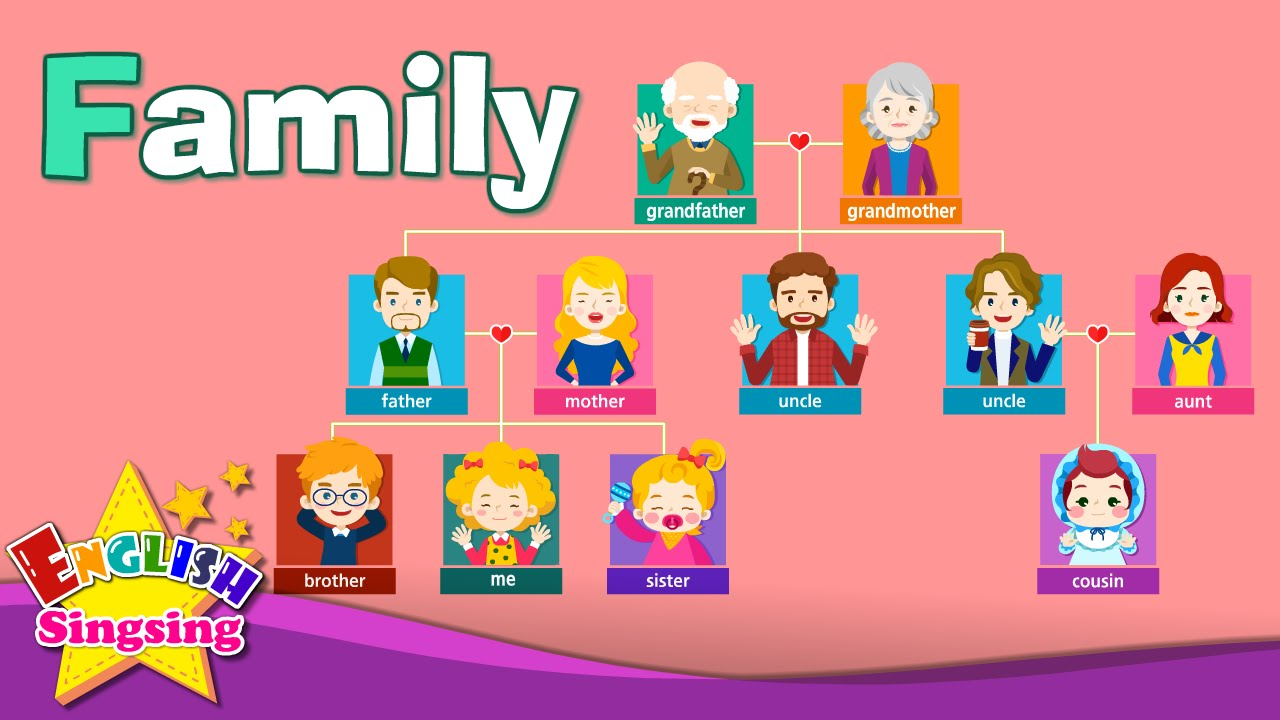 Family
grandfather
grandmother
father
mother
uncle
uncle
aunt
brother
me
sister
cousin
ENGLISH
Singsing